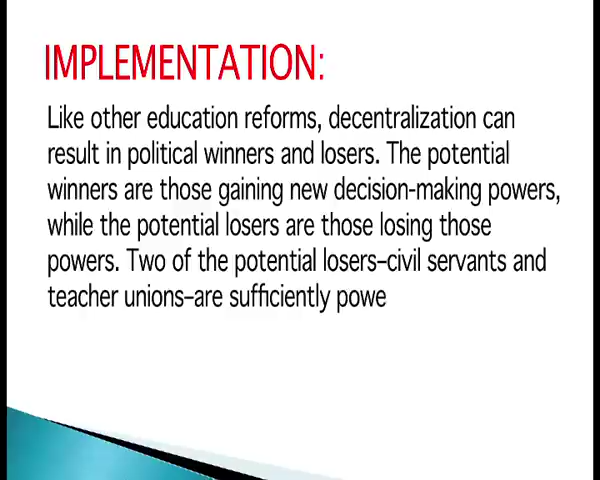 IMPLEMENTATION:
Like other education reforms, decentralization can
result in political winners and losers. The potential
winners are those gaining new decision-making powers,
while the potential losers are those losing those
powers. Two of the potential losers–civil servants and
teacher unions–are sufficiently powe